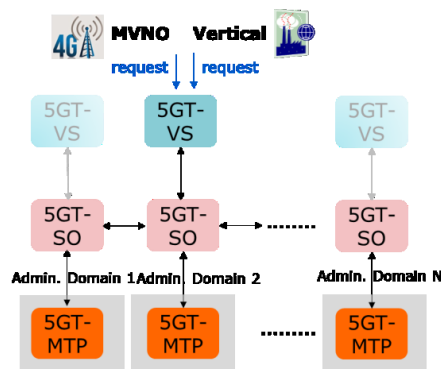 4G MVNO Vertical
request request
5GT-
VS
5GT-
VS
5GT-
VS
5GT-
SO
5GT-
SO
5GT-
SO
Admin. Domain 1
Admin. Domain 2
Admin. Domain N
5GT-
MTP
5GT-
MTP
5GT-
MTP